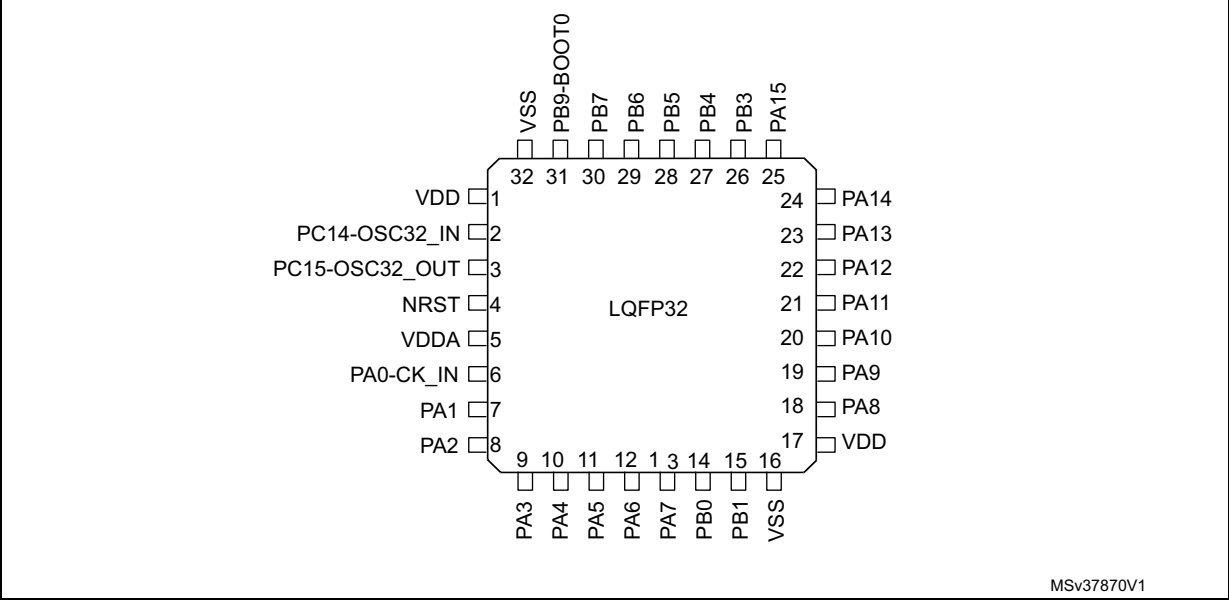 VSS
PB9-BOOT0
PB7
PB6
PB5
PB4
PB3
PA15
32 31 30 29 28 27 26 25
VDD 1 24 PA14
PC14-OSC32_IN 2 23 PA13
PC15-OSC32_OUT 3 22 PA12
NRST 4 LQFP32 21 PA11
VDDA 5 20 PA10
PA0-CK_IN 6 19 PA9
PA1 7 18 PA8
PA2 8 17 VDD
9 10 11 12 1 3 14 15 16
PA3
PA4
PA5
PA6
PA7
PB0
PB1
VSS
MSv37870V1